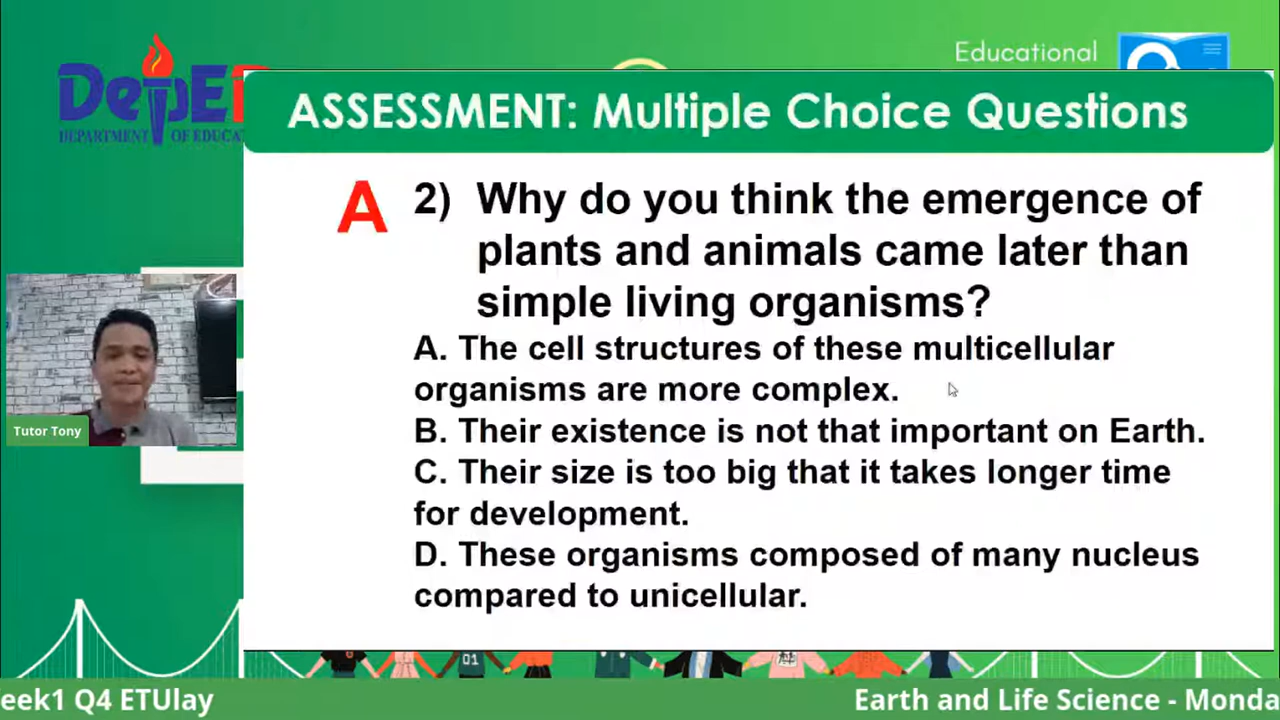 DepE
DEPARTMENT OF EDUCA
Educational
ASSESSMENT: Multiple Choice Questions
A 2) Why do you think the emergence of
plants and animals came later than
simple living organisms?
A. The cell structures of these multicellular
organisms are more complex.
B. Their existence is not that important on Earth.
C. Their size is too big that it takes longer time
for development.
D. These organisms composed of many nucleus
compared to unicellular.
Tutor Tony
01
eek1 Q4 ETUlay
Earth and Life Science - Monda